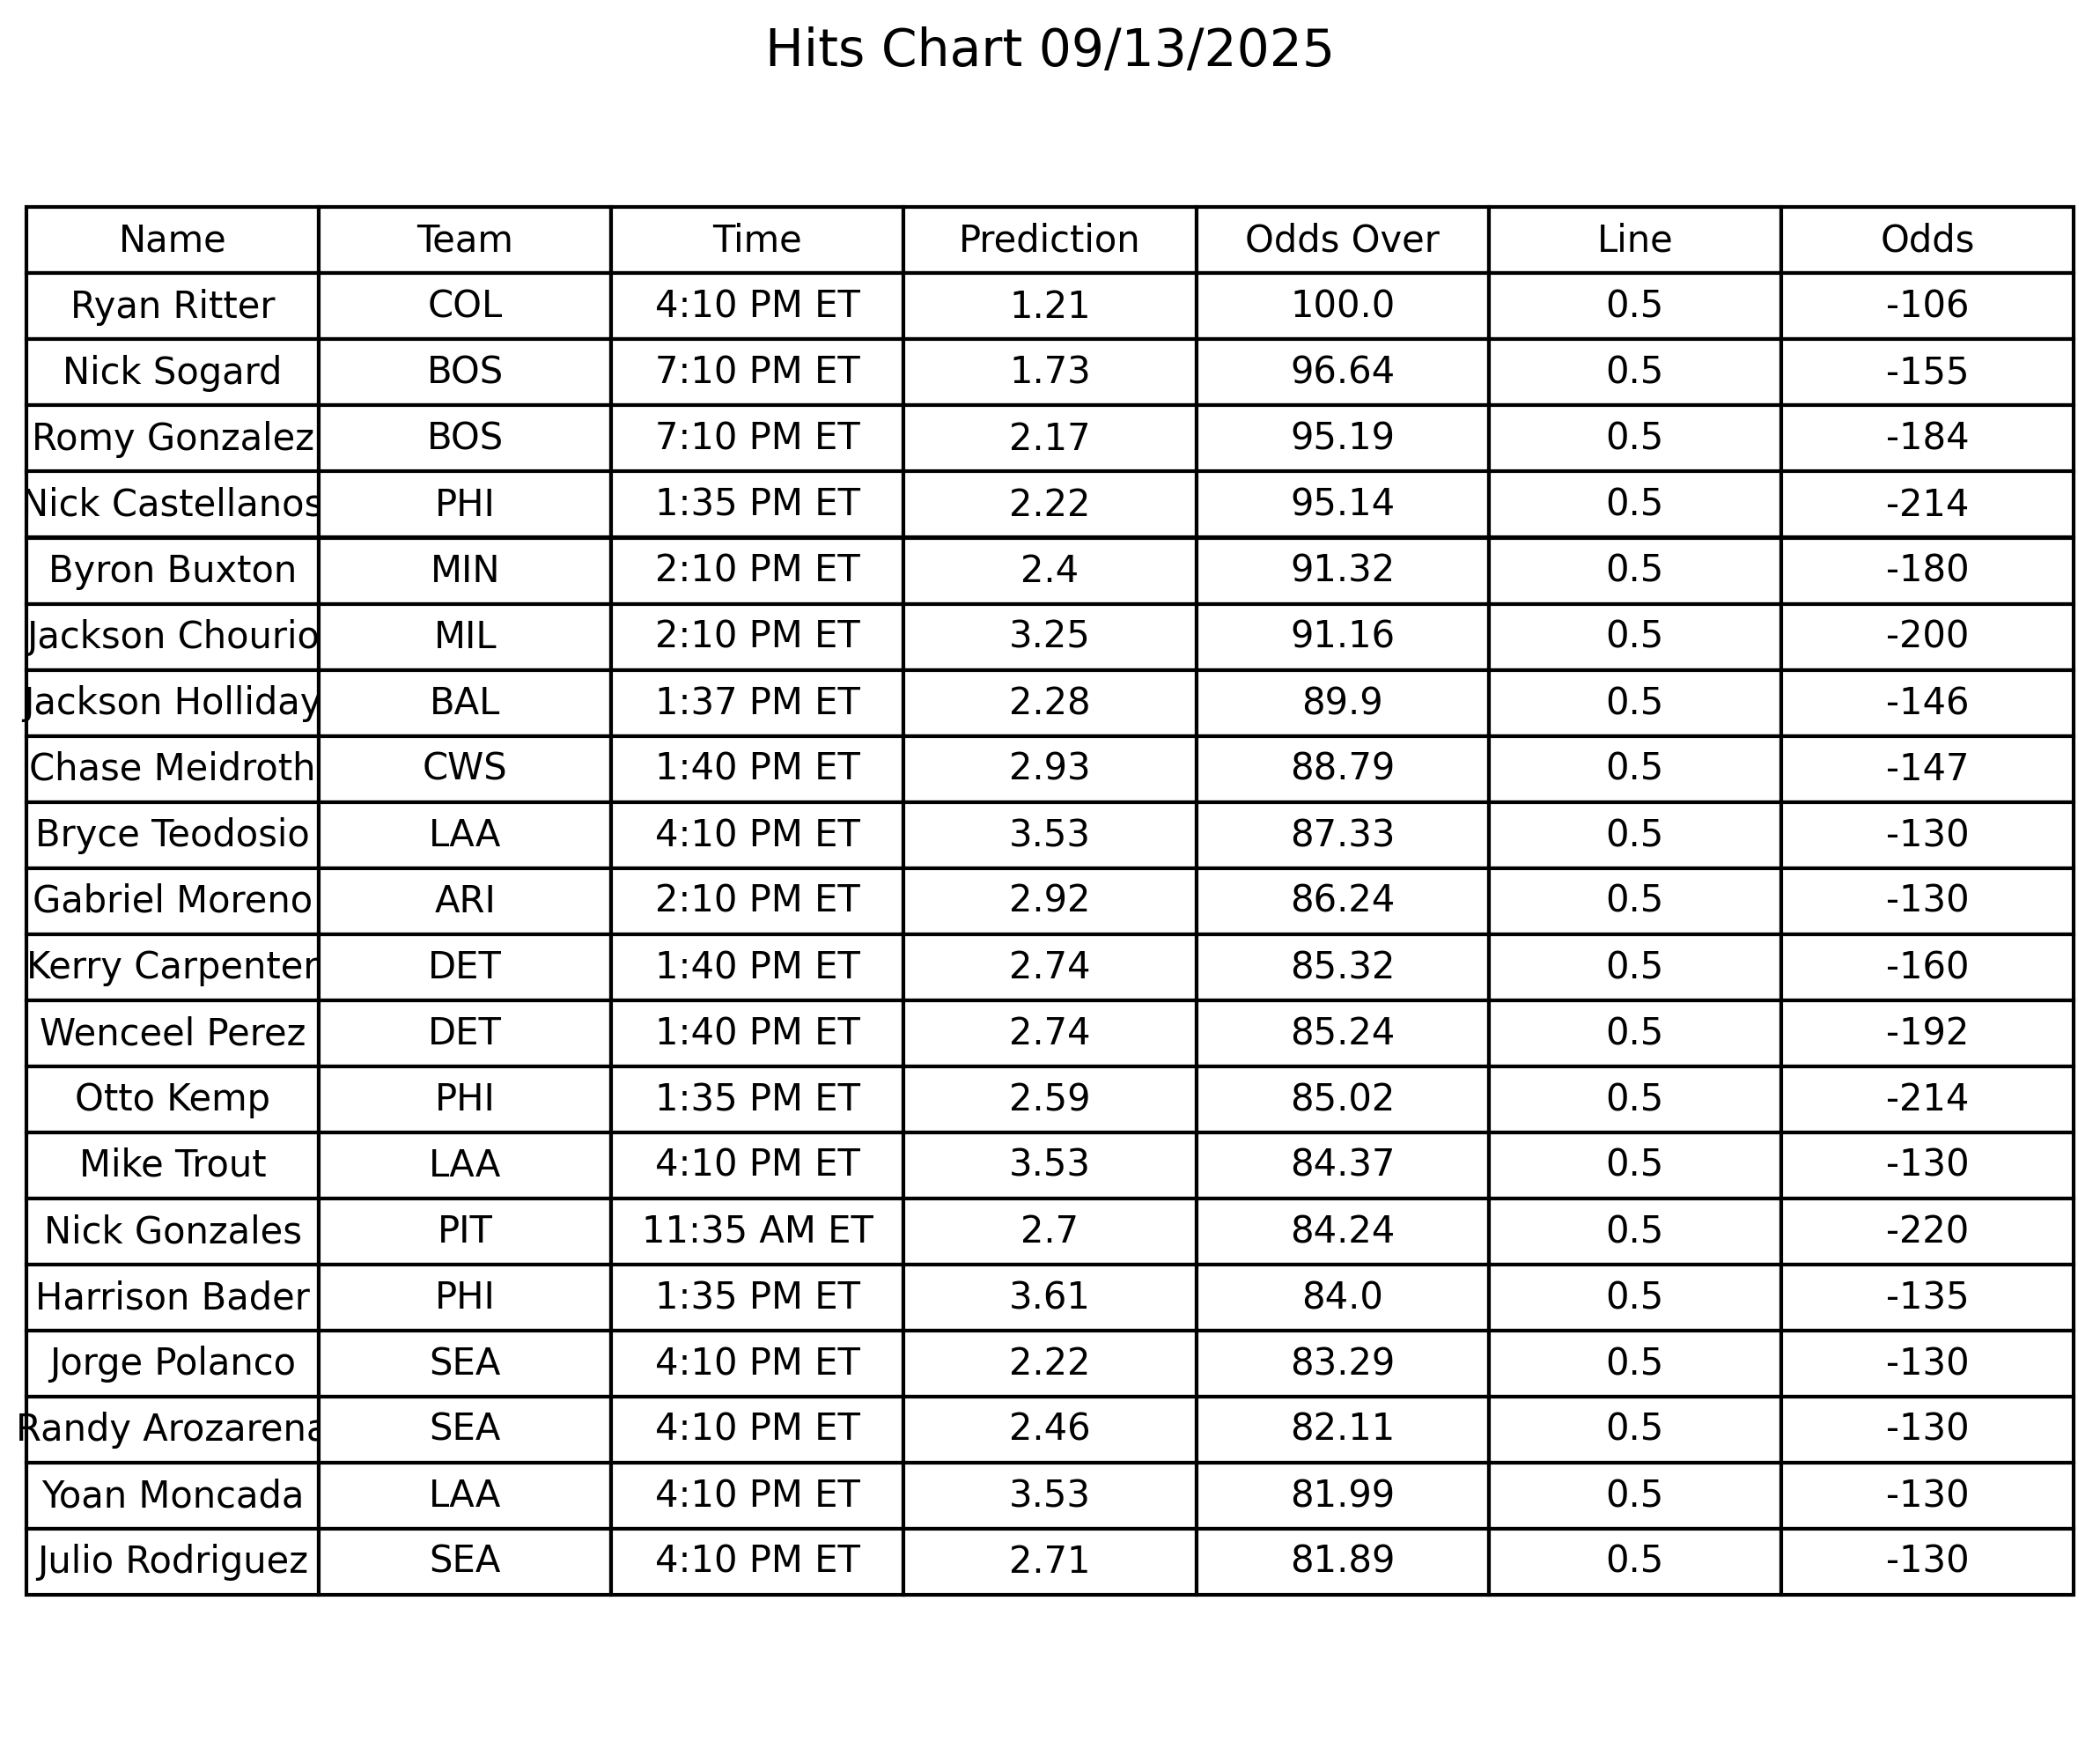 Hits Chart 09/13/2025
Name Team Time Prediction Odds Over Line Odds
Ryan Ritter COL 4:10 PM ET 1.21 100.0 0.5 -106
Nick Sogard BOS 7:10 PM ET 1.73 96.64 0.5 -155
Romy Gonzalez BOS 7:10 PM ET 2.17 95.19 0.5 -184
Nick Castellanos PHI 1:35 PM ET 2.22 95.14 0.5 -214
Byron Buxton MIN 2:10 PM ET 2.4 91.32 0.5 -180
Jackson Chourio MIL 2:10 PM ET 3.25 91.16 0.5 -200
Jackson Holliday BAL 1:37 PM ET 2.28 89.9 0.5 -146
Chase Meidroth CWS 1:40 PM ET 2.93 88.79 0.5 -147
Bryce Teodosio LAA 4:10 PM ET 3.53 87.33 0.5 -130
Gabriel Moreno ARI 2:10 PM ET 2.92 86.24 0.5 -130
Kerry Carpenter DET 1:40 PM ET 2.74 85.32 0.5 -160
Wenceel Perez DET 1:40 PM ET 2.74 85.24 0.5 -192
Otto Kemp PHI 1:35 PM ET 2.59 85.02 0.5 -214
Mike Trout LAA 4:10 PM ET 3.53 84.37 0.5 -130
Nick Gonzales PIT 11:35 AM ET 2.7 84.24 0.5 -220
Harrison Bader PHI 1:35 PM ET 3.61 84.0 0.5 -135
Jorge Polanco SEA 4:10 PM ET 2.22 83.29 0.5 -130
Randy Arozarena SEA 4:10 PM ET 2.46 82.11 0.5 -130
Yoan Moncada LAA 4:10 PM ET 3.53 81.99 0.5 -130
Julio Rodriguez SEA 4:10 PM ET 2.71 81.89 0.5 -130